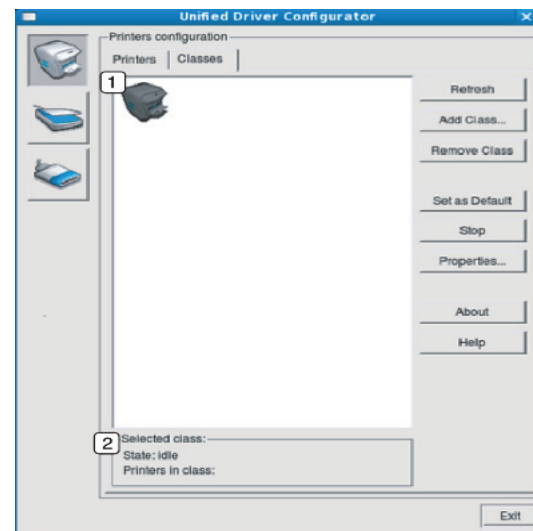 Unified Driver Configurator
Printers configuration
Printers Classes
1
Refresh
Add Class...
Remove Class
Set as Default
Stop
Properties...
About
Help
2
Selected class:
State: idle
Printers in class:
Exit